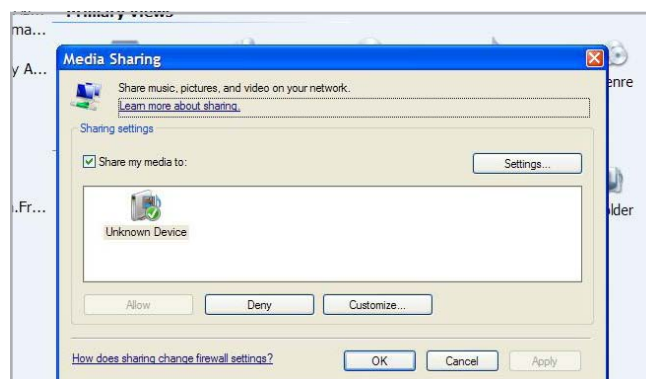 Primary Views
ma...
Media Sharing
y A...
Share music, pictures, and video on your network.
enre
Learn more about sharing.
Sharing settings
Share my media to:
Settings...
.Fr...
lder
Unknown Device
Allow
Deny
Customize...
How does sharing change firewall settings?
OK
Cancel
Apply